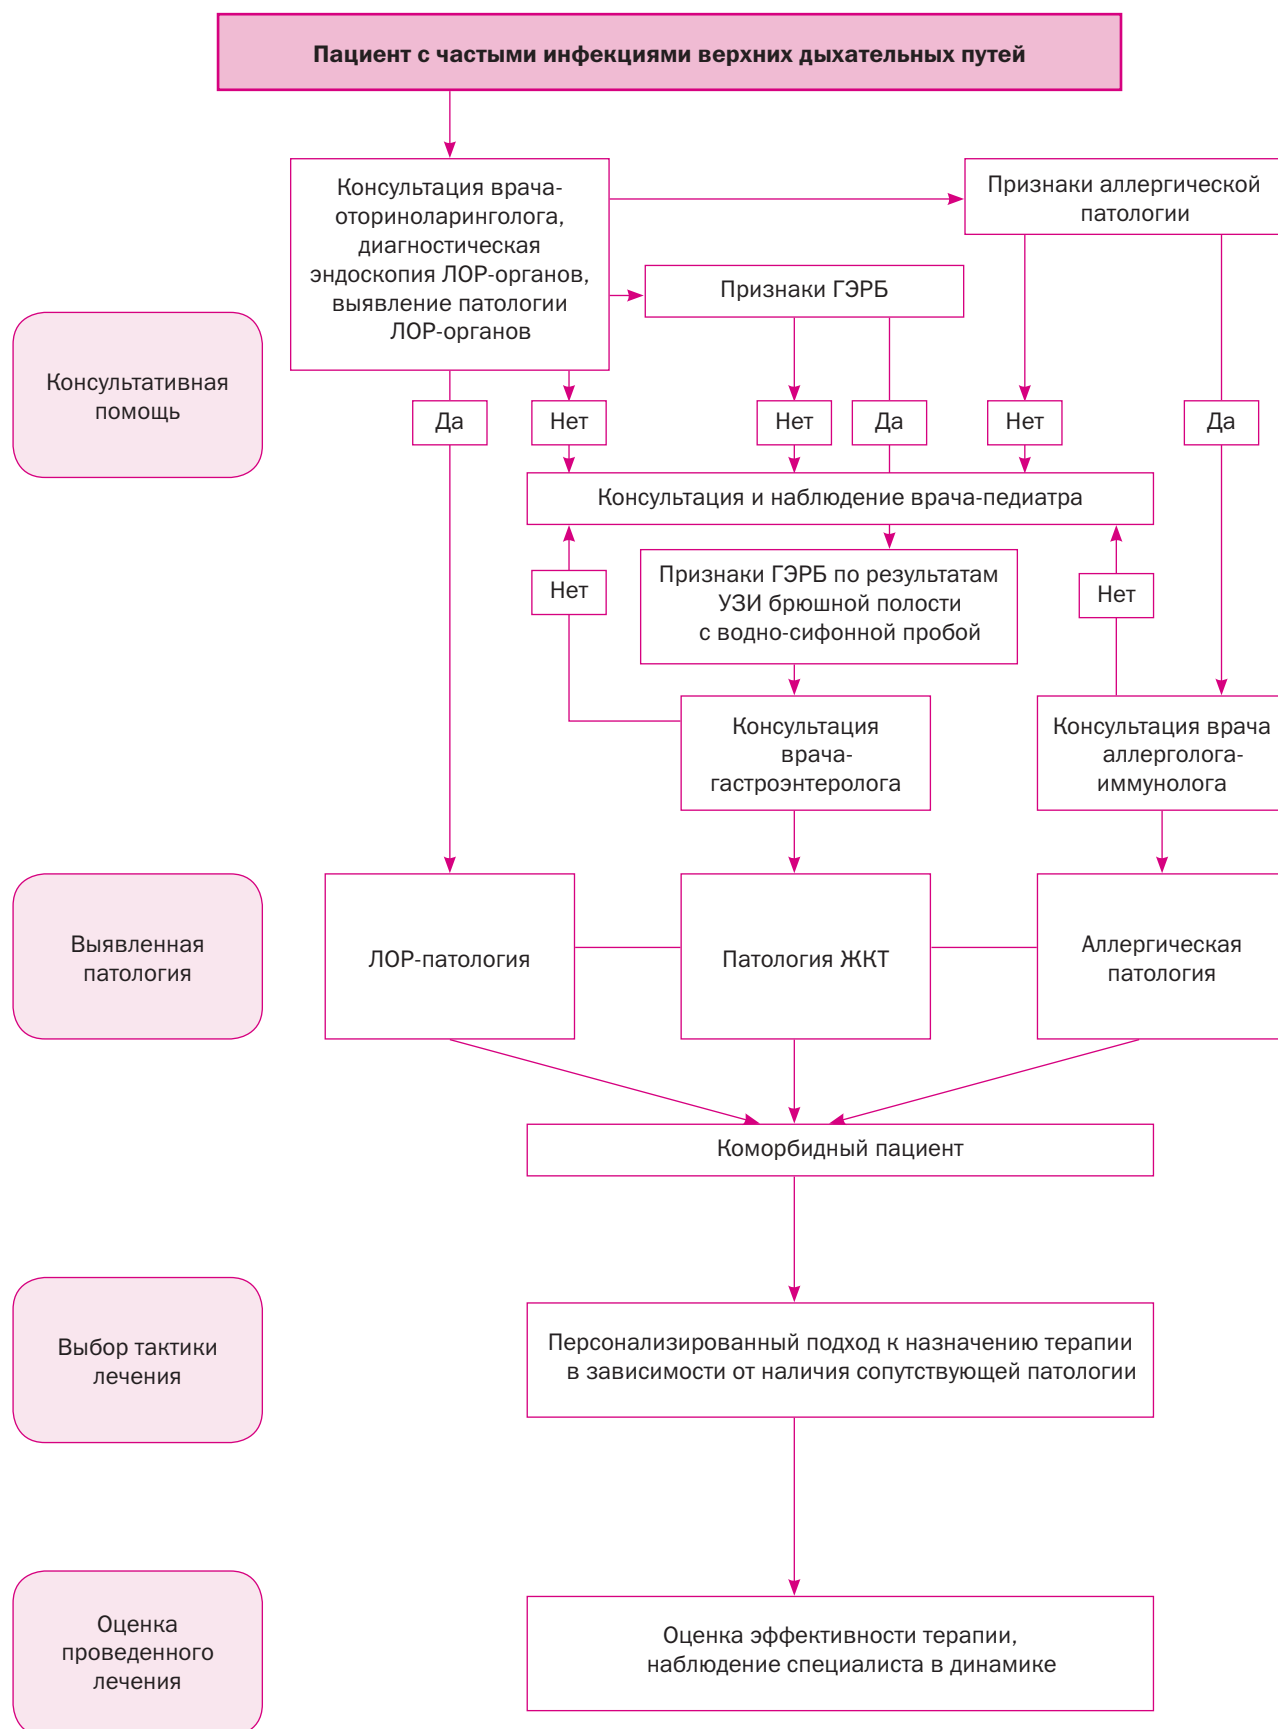 Пациент с частыми инфекциями верхних дыхательных путей
Консультация врача-
оториноларинголога,
диагностическая
эндоскопия ЛОР-органов,
выявление патологии
ЛОР-органов
Признаки аллергической
патологии
Признаки ГЭРБ
Консультативная
помощь
Да
Нет
Нет
Да
Нет
Да
Консультация и наблюдение врача-педиатра
Нет
Признаки ГЭРБ по результатам
УЗИ брюшной полости
с водно-сифонной пробой
Нет
Консультация
врача-
гастроэнтеролога
Консультация врача
аллерголога-
иммунолога
Выявленная
патология
ЛОР-патология
Патология ЖКТ
Аллергическая
патология
Коморбидный пациент
Выбор тактики
лечения
Персонализированный подход к назначению терапии
в зависимости от наличия сопутствующей патологии
Оценка
проведенного
лечения
Оценка эффективности терапии,
наблюдение специалиста в динамике